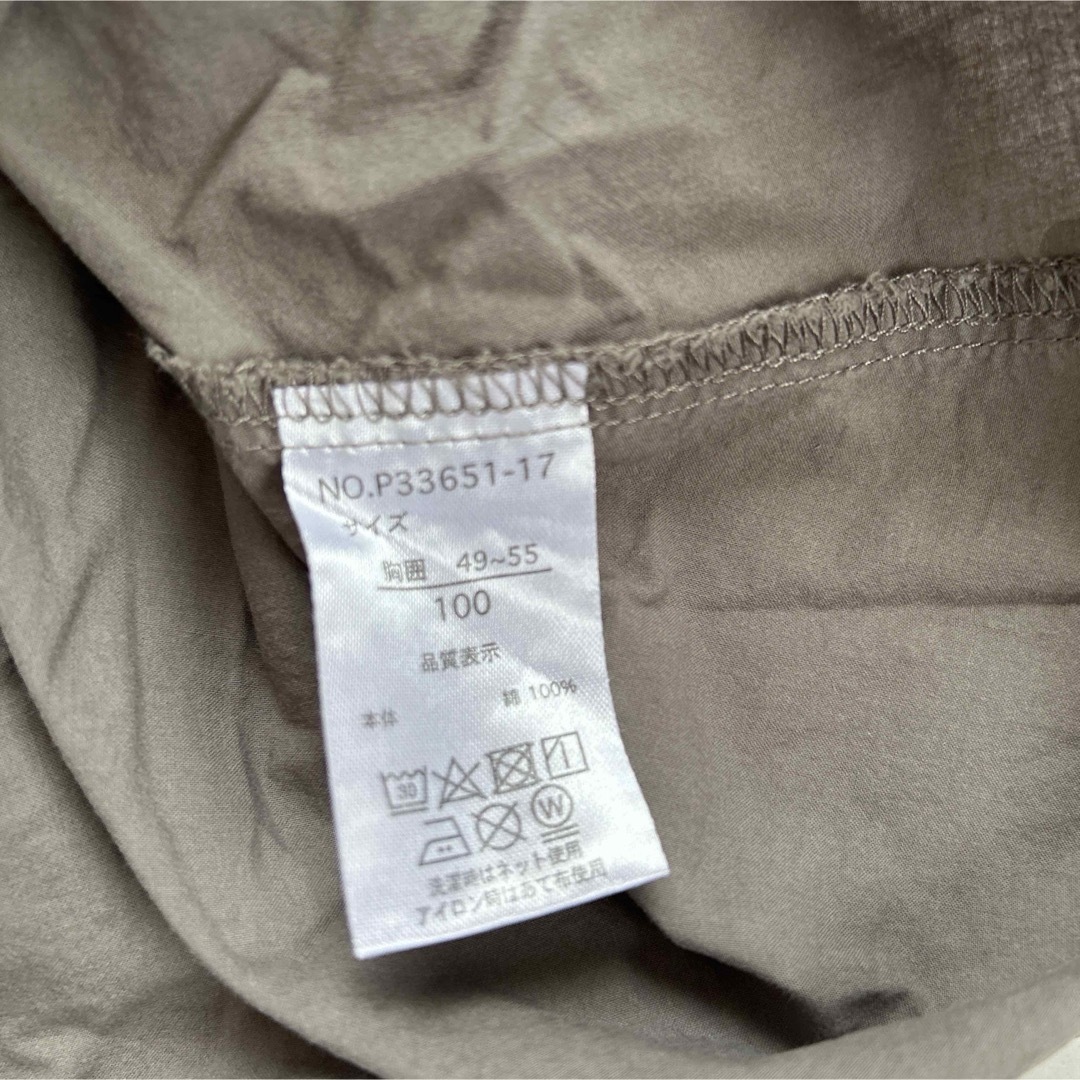 NO.P33651-17
サイズ
胸囲 49~55
100
品質表示
本体 綿 100%
30
W
洗濯時はネット使用
アイロン時はあて布使用